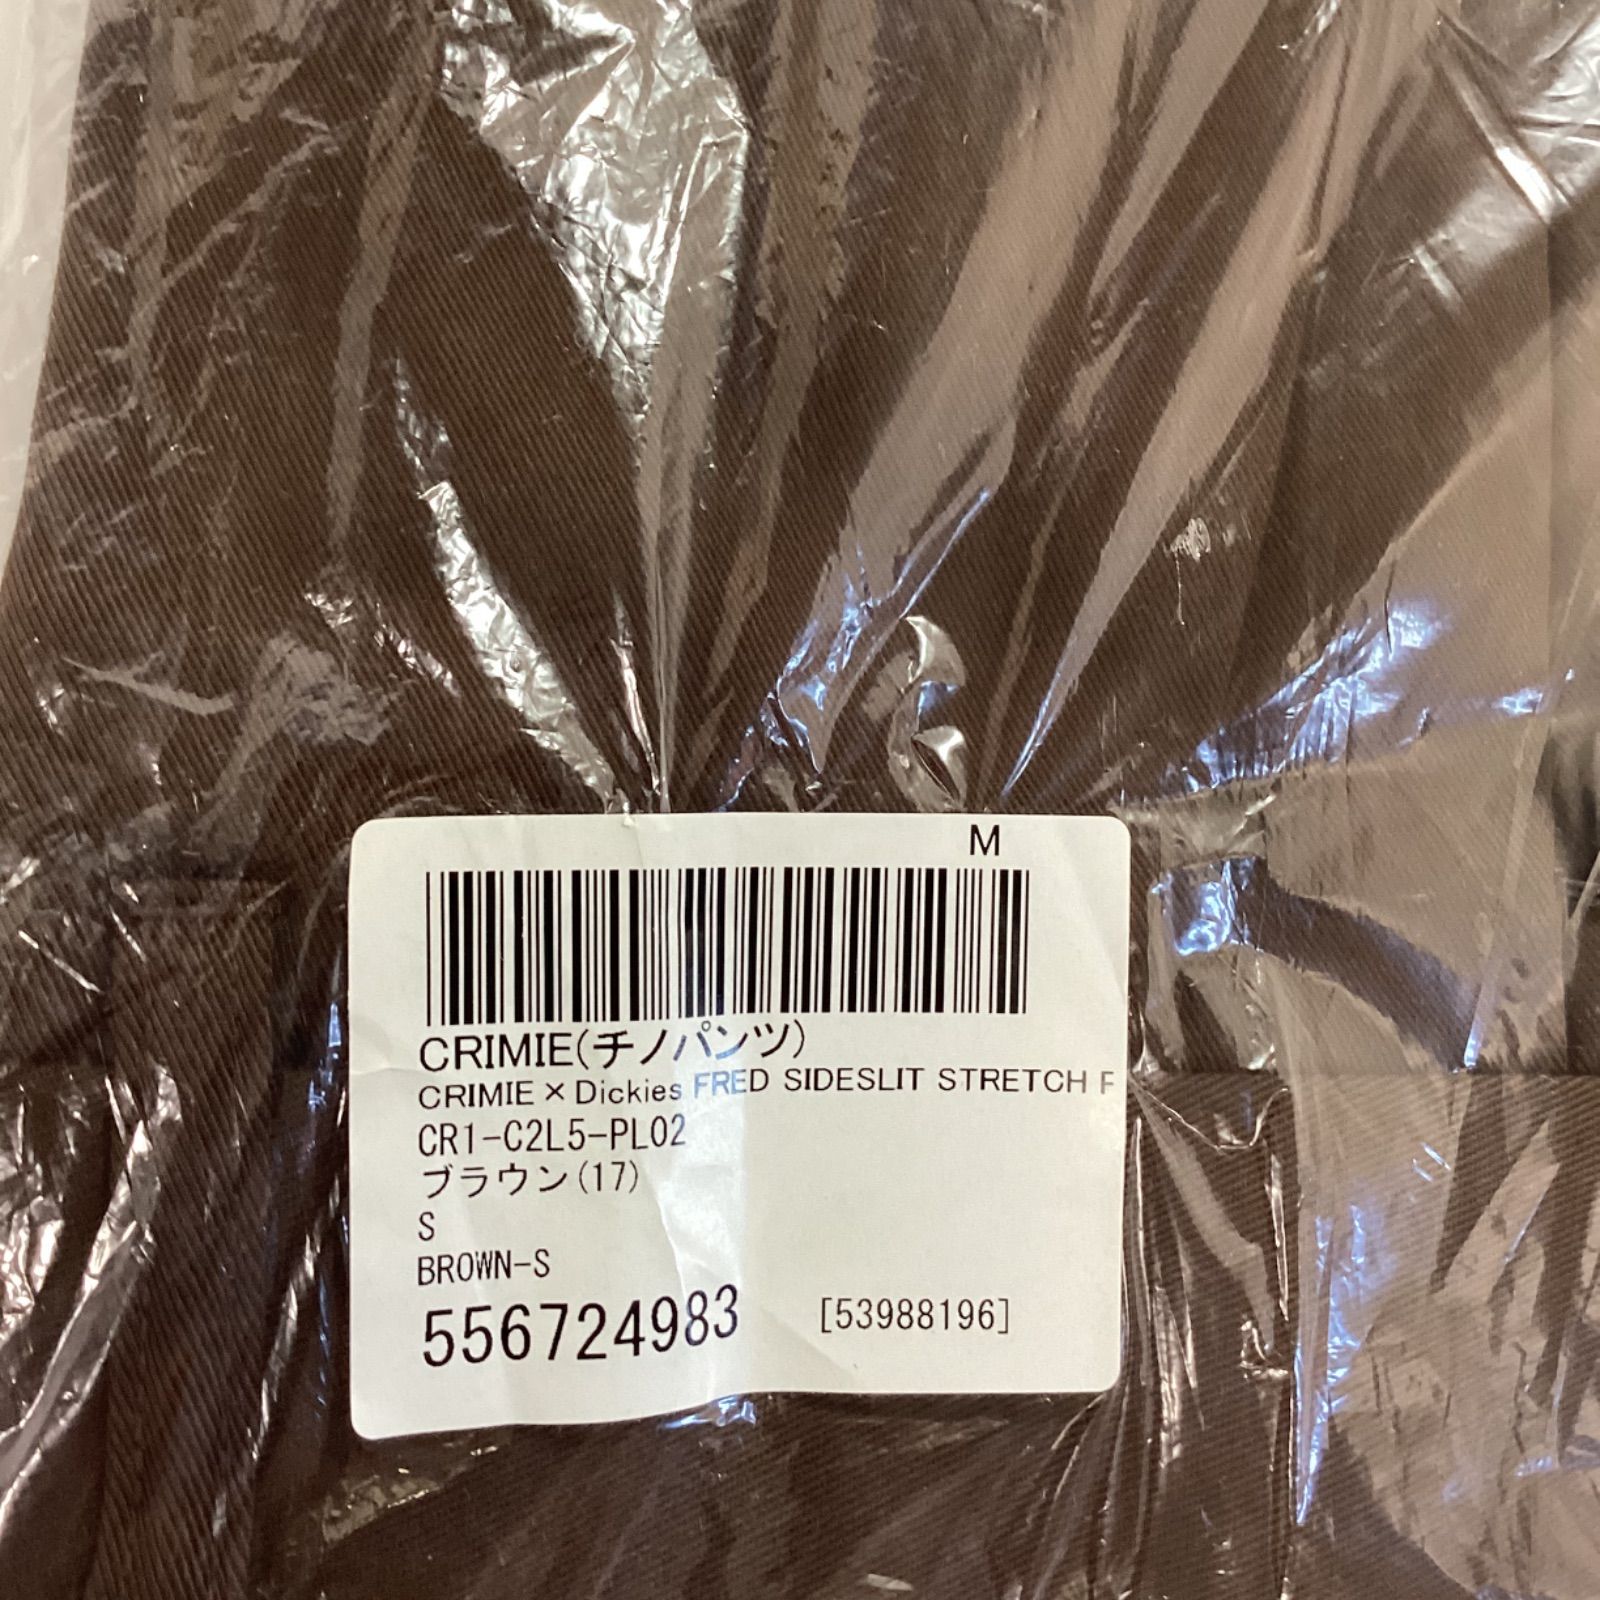 M
CRIMIE(チノパンツ)
CRIMIE×Dickies FRED SIDESLIT STRETCH P
CR1-C2L5-PL02
ブラウン(17)
S
BROWN-S
556724983 [53988196]